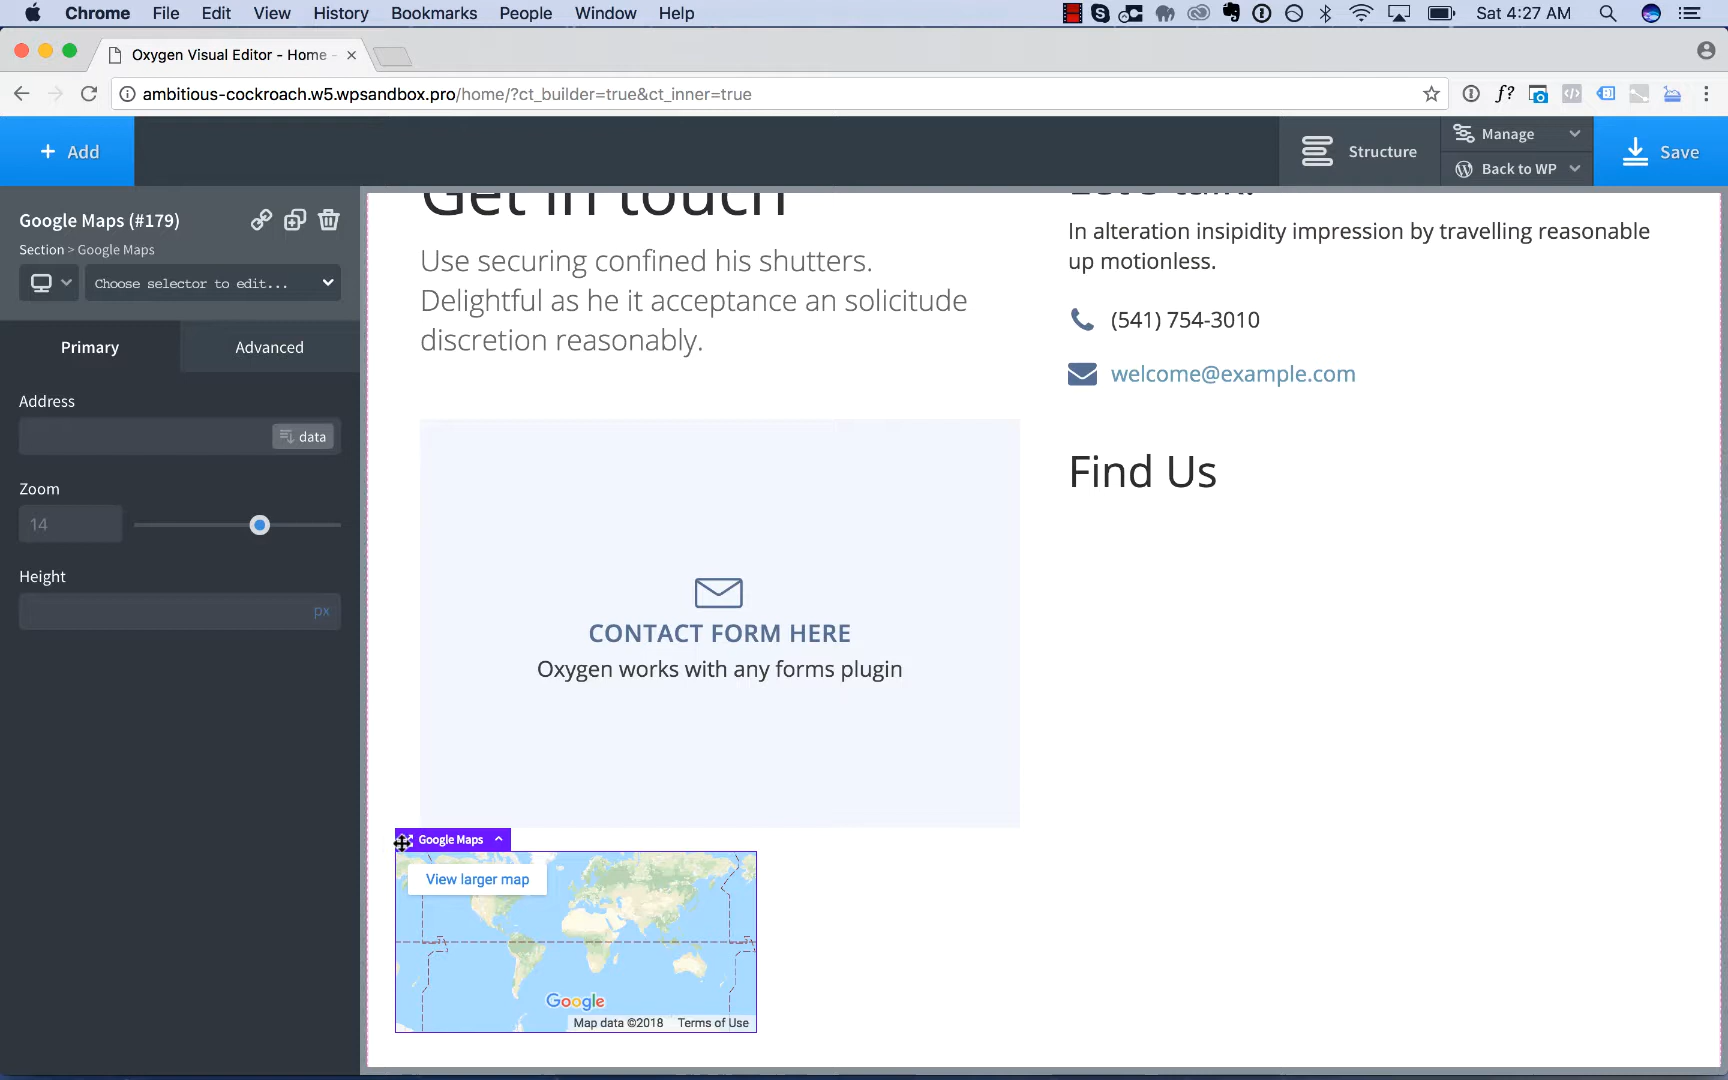 Chrome File Edit View History Bookmarks People Window Help Sat 4:27 AM
Oxygen Visual Editor - Home -
ambitious-cockroach.w5.wpsandbox.pro/home/?ct_builder=true&ct_inner=true
f?
+ Add
Structure
Manage
Back to WP
Save
Google Maps (#179)
Section > Google Maps
Choose selector to edit...
Primary
Advanced
Address
data
Zoom
14
Height
px
Get in touch
Use securing confined his shutters.
Delightful as he it acceptance an solicitude
discretion reasonably.
CONTACT FORM HERE
Oxygen works with any forms plugin
Google Maps
View larger map
Google
Map data ©2018 Terms of Use
Let's talk.
In alteration insipidity impression by travelling reasonable
up motionless.
(541) 754-3010
welcome@example.com
Find Us